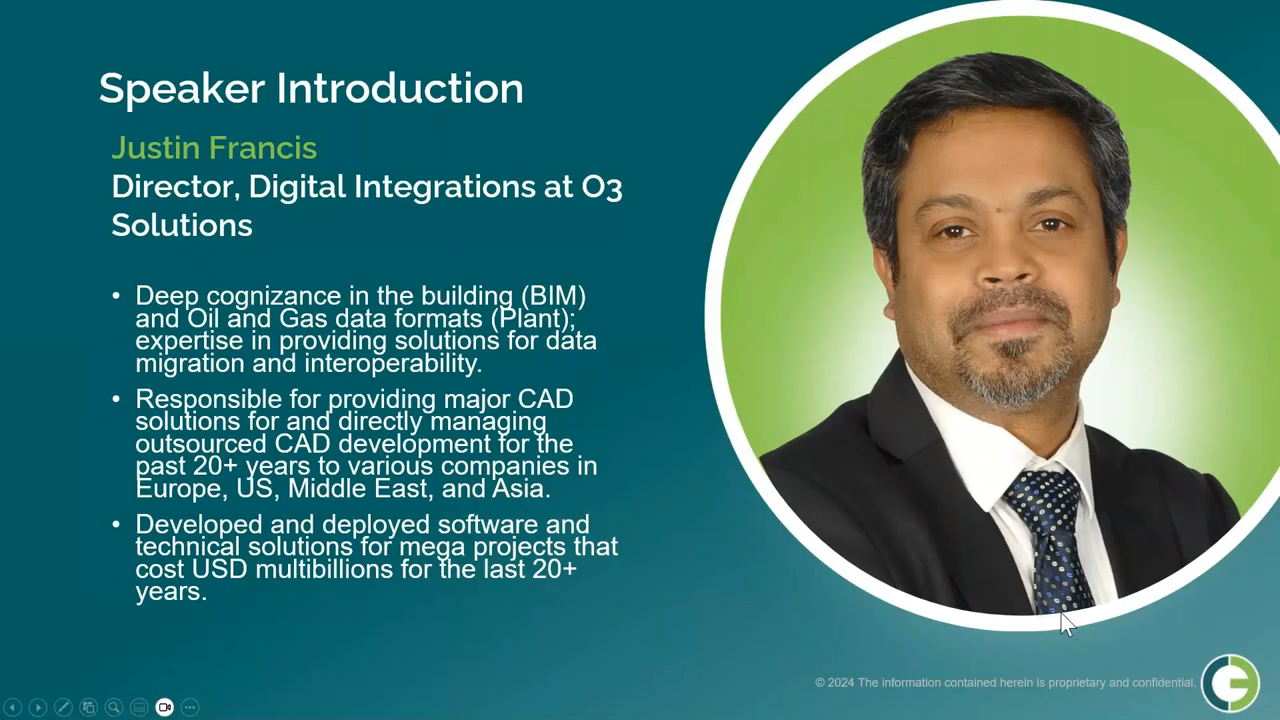 Speaker Introduction
Justin Francis
Director, Digital Integrations at O3
Solutions
• Deep cognizance in the building (BIM)
and Oil and Gas data formats (Plant);
expertise in providing solutions for data
migration and interoperability.
• Responsible for providing major CAD
solutions for and directly managing
outsourced CAD development for the
past 20+ years to various companies in
Europe, US, Middle East, and Asia.
• Developed and deployed software and
technical solutions for mega projects that
cost USD multibillions for the last 20+
years.
© 2024 The information contained herein is proprietary and confidential.